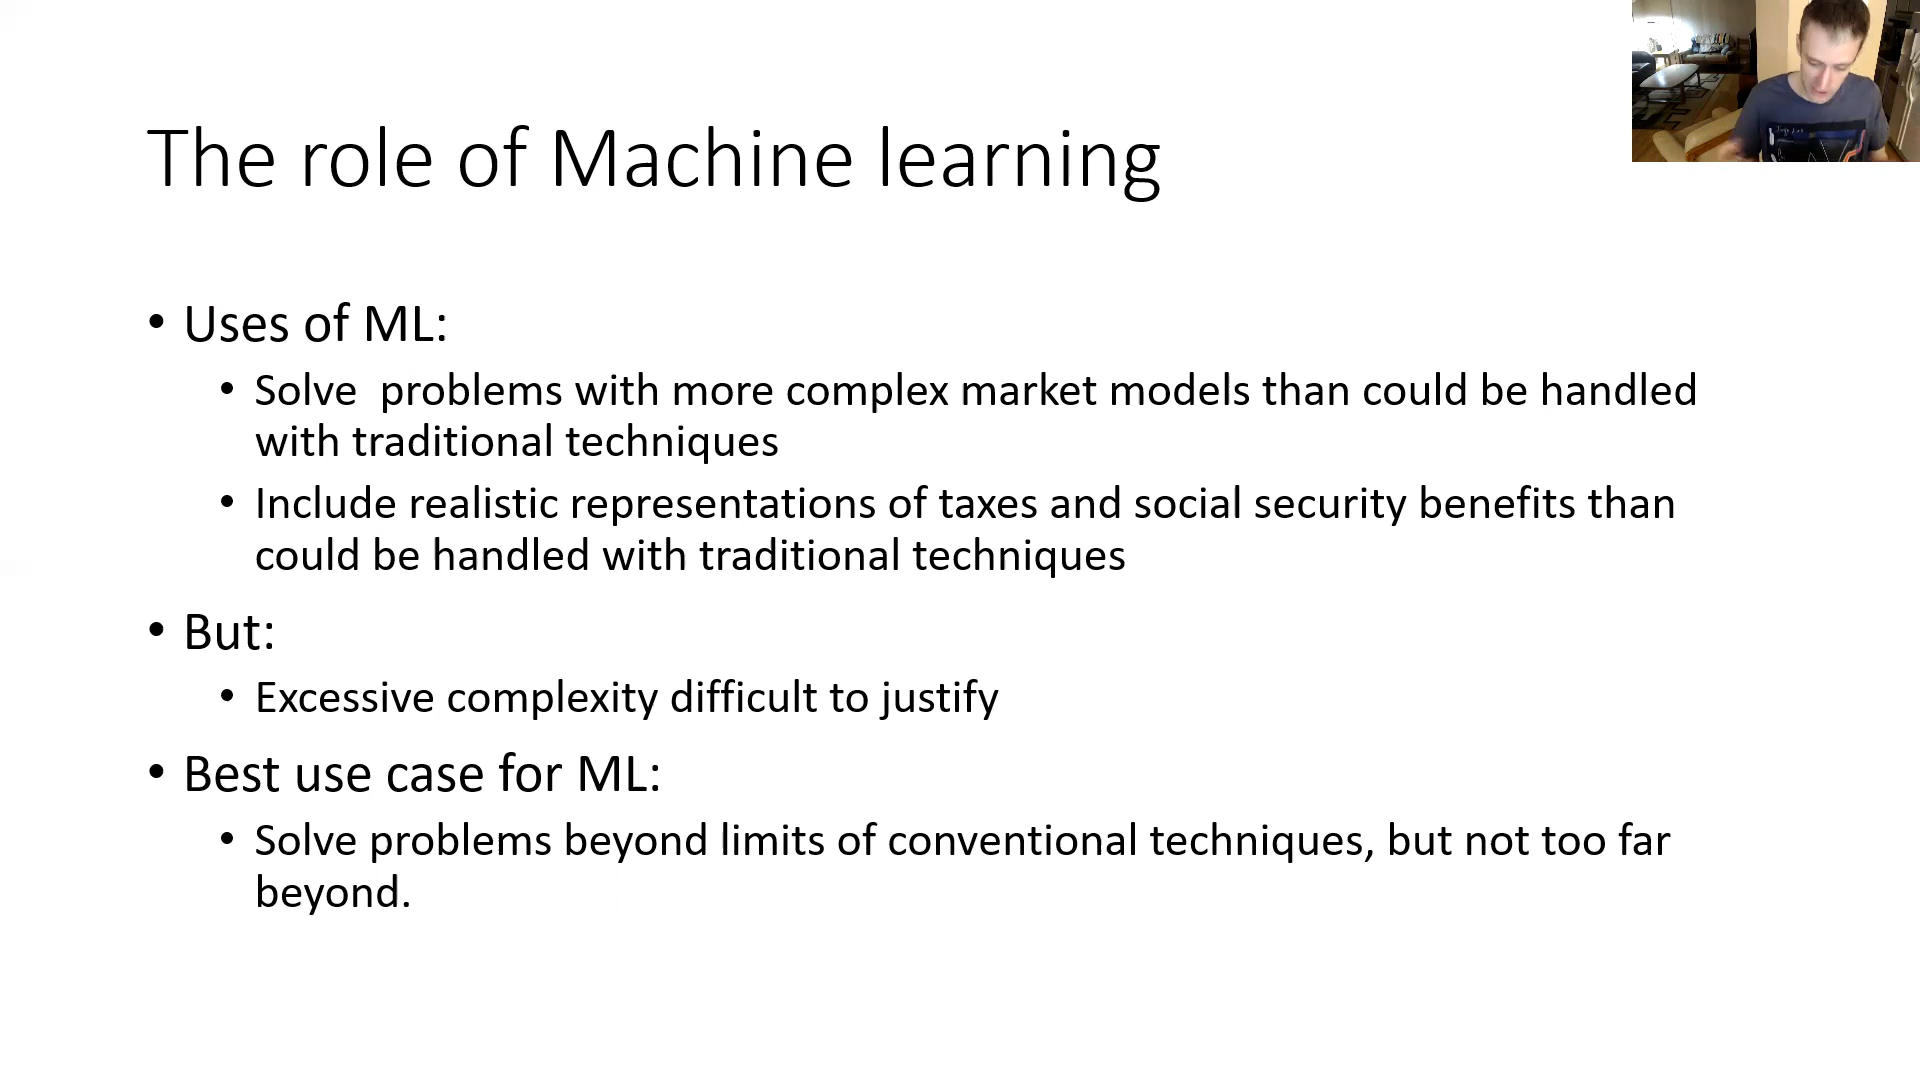 The role of Machine learning
• Uses of ML:
• Solve  problems with more complex market models than could be handled
with traditional techniques
• Include realistic representations of taxes and social security benefits than
could be handled with traditional techniques
• But:
• Excessive complexity difficult to justify
• Best use case for ML:
• Solve problems beyond limits of conventional techniques, but not too far
beyond.